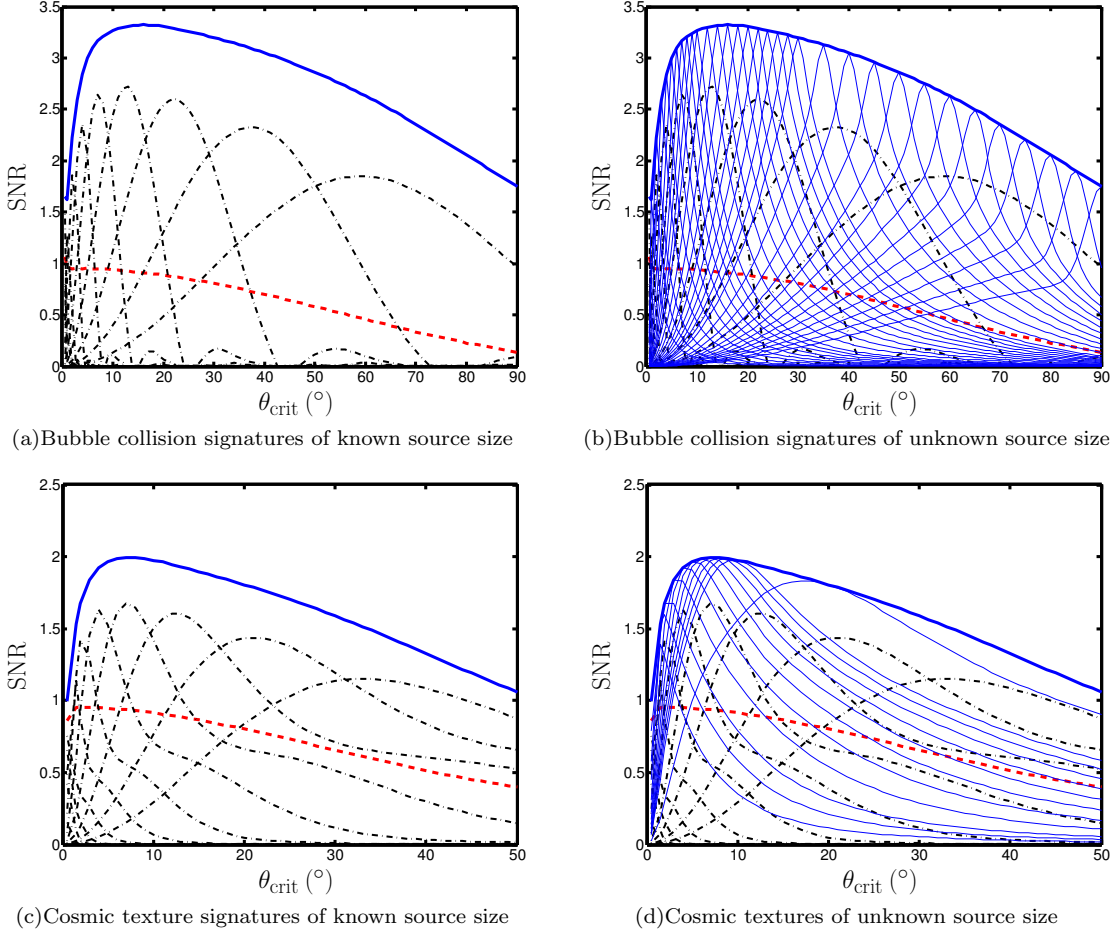 3.5
3
2.5
2
1.5
1
0.5
0
SNR
0 10 20 30 40 50 60 70 80 90
θcrit (°)
(a)Bubble collision signatures of known source size
3.5
3
2.5
2
1.5
1
0.5
0
SNR
0 10 20 30 40 50 60 70 80 90
θcrit (°)
(b)Bubble collision signatures of unknown source size
2.5
2
1.5
1
0.5
0
SNR
0 10 20 30 40 50
θcrit (°)
(c)Cosmic texture signatures of known source size
2.5
2
1.5
1
0.5
0
SNR
0 10 20 30 40 50
θcrit (°)
(d)Cosmic textures of unknown source size